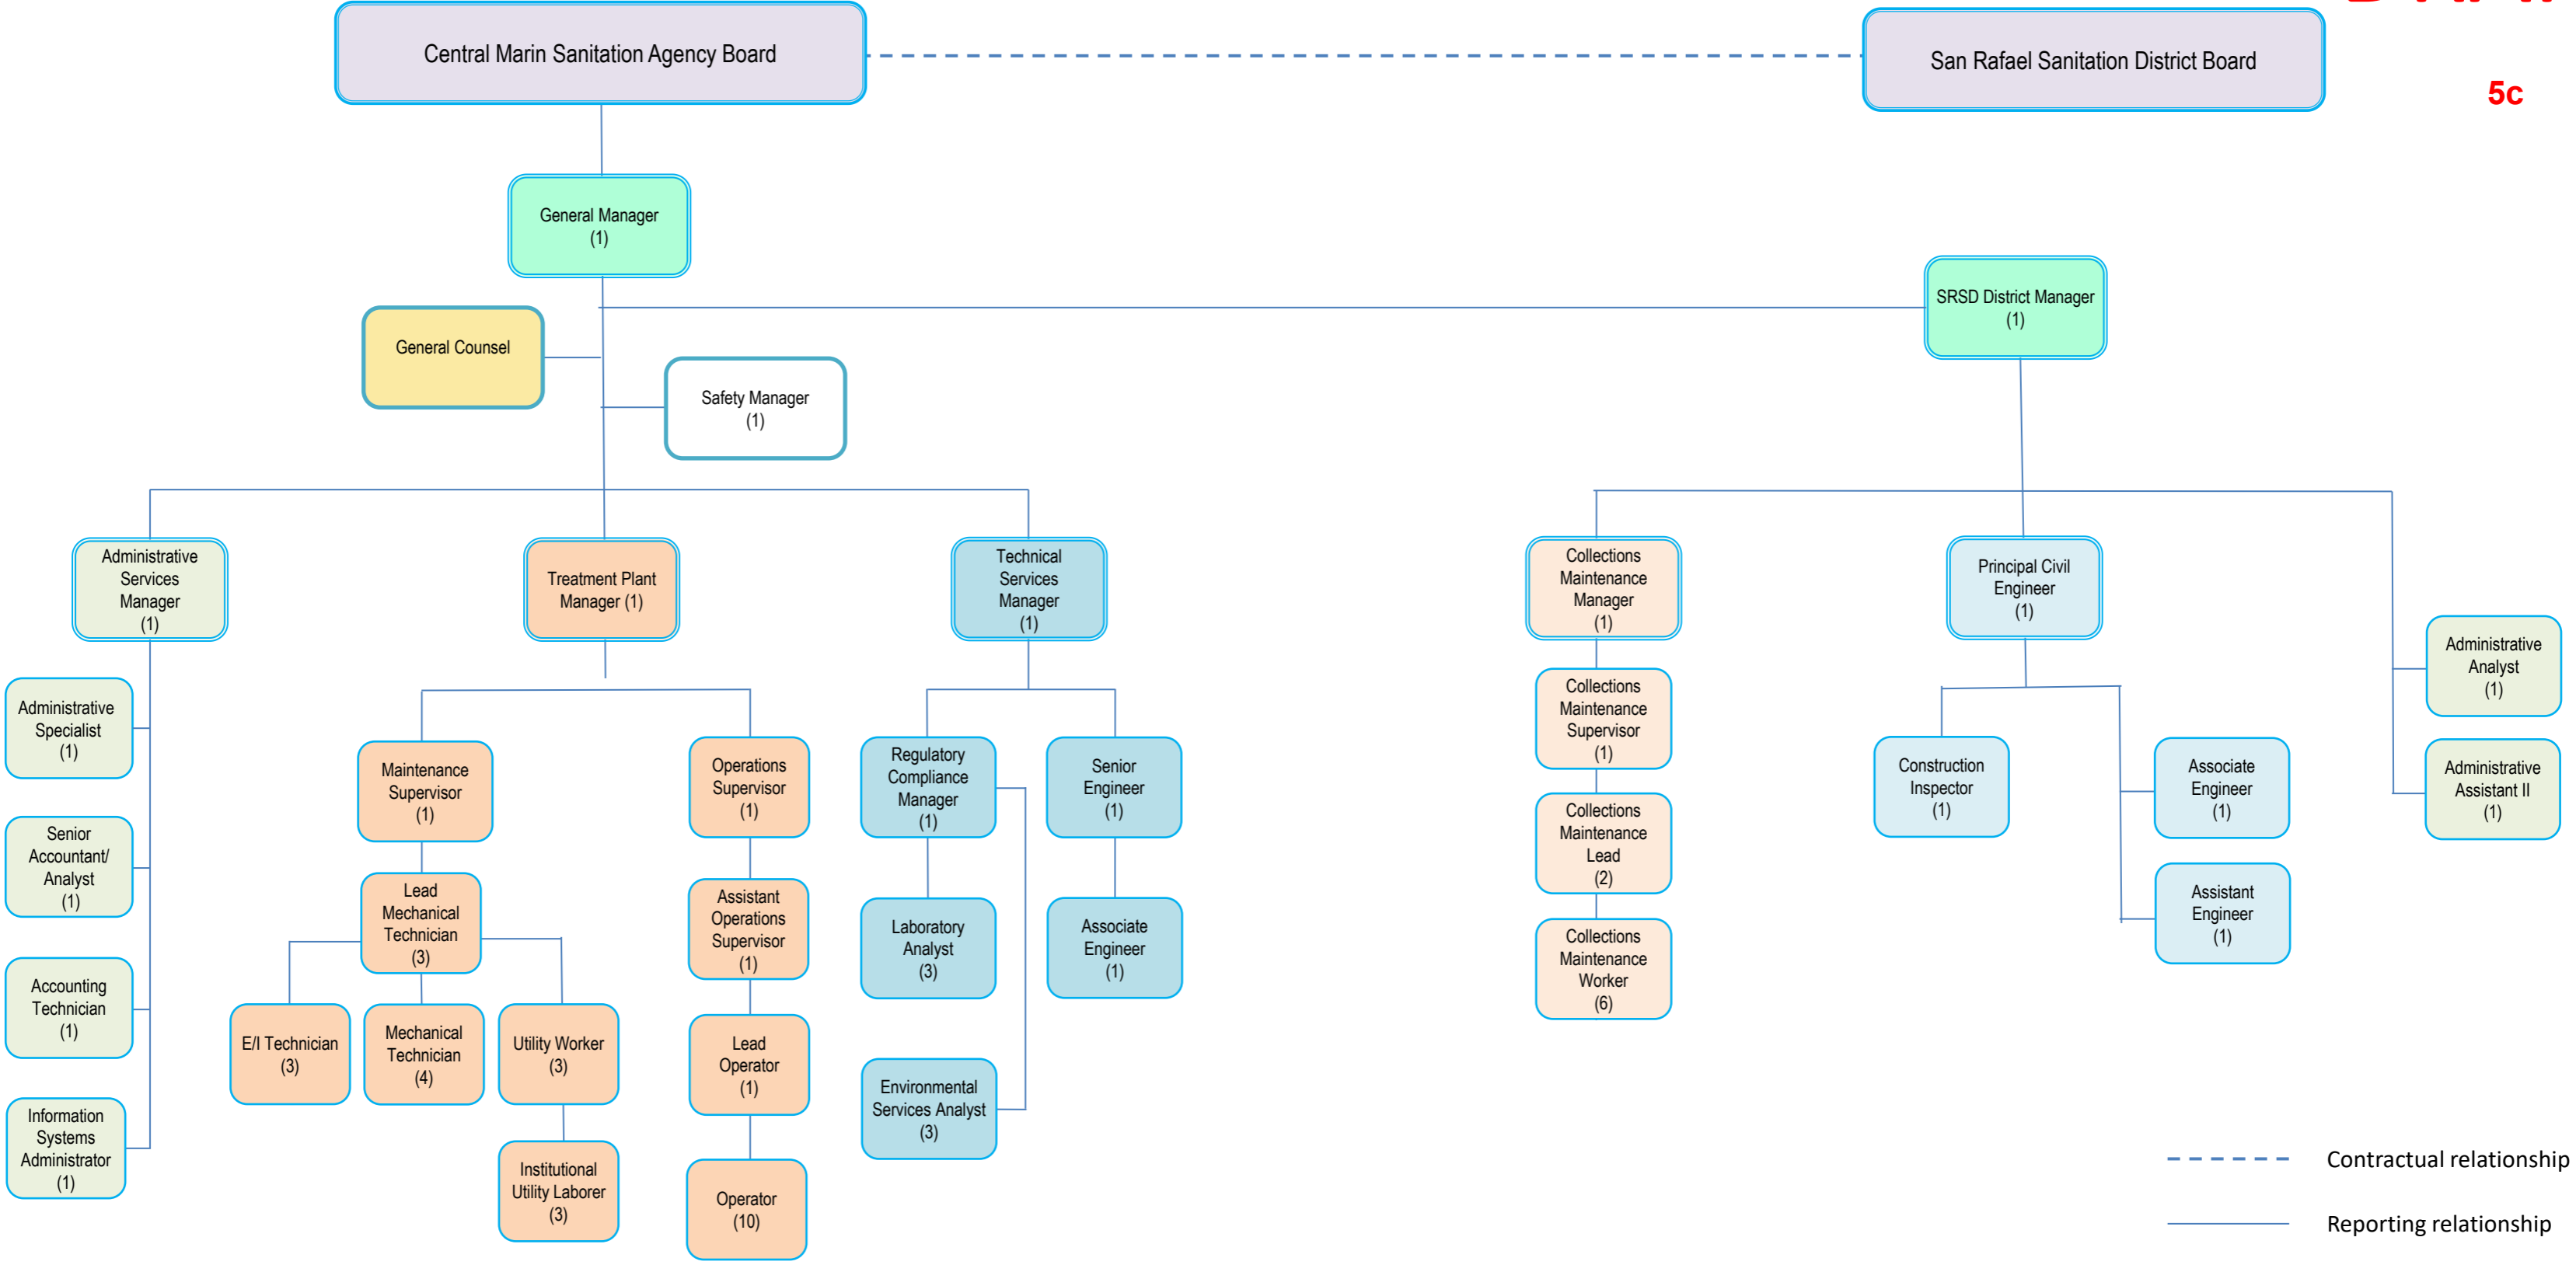 Central Marin Sanitation Agency Board
San Rafael Sanitation District Board
5c
General Manager
(1)
SRSD District Manager
(1)
General Counsel
Safety Manager
(1)
Administrative
Services
Manager
(1)
Treatment Plant
Manager (1)
Technical
Services
Manager
(1)
Collections
Maintenance
Manager
(1)
Principal Civil
Engineer
(1)
Administrative
Specialist
(1)
Senior
Accountant/
Analyst
(1)
Accounting
Technician
(1)
Information
Systems
Administrator
(1)
Maintenance
Supervisor
(1)
Lead
Mechanical
Technician
(3)
E/I Technician
(3)
Mechanical
Technician
(4)
Utility Worker
(3)
Institutional
Utility Laborer
(3)
Operations
Supervisor
(1)
Assistant
Operations
Supervisor
(1)
Lead
Operator
(1)
Operator
(10)
Regulatory
Compliance
Manager
(1)
Laboratory
Analyst
(3)
Environmental
Services Analyst
(3)
Senior
Engineer
(1)
Associate
Engineer
(1)
Collections
Maintenance
Supervisor
(1)
Collections
Maintenance
Lead
(2)
Collections
Maintenance
Worker
(6)
Construction
Inspector
(1)
Associate
Engineer
(1)
Assistant
Engineer
(1)
Administrative
Analyst
(1)
Administrative
Assistant II
(1)
Contractual relationship
Reporting relationship